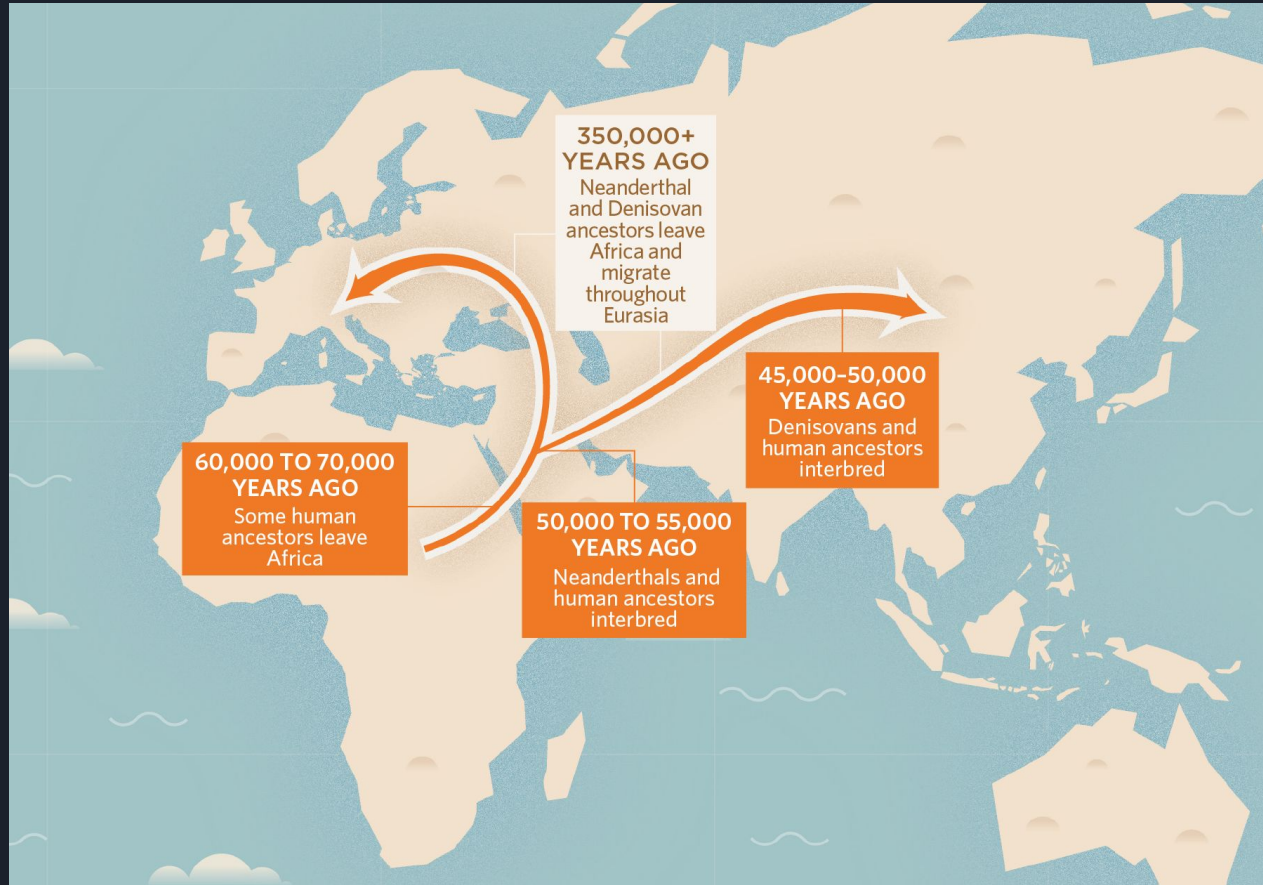 350,000+
YEARS AGO
Neanderthal
and Denisovan
ancestors leave
Africa and
migrate
throughout
Eurasia
45,000–50,000
YEARS AGO
Denisovans and
human ancestors
interbred
60,000 TO 70,000
YEARS AGO
Some human
ancestors leave
Africa
50,000 TO 55,000
YEARS AGO
Neanderthals and
human ancestors
interbred